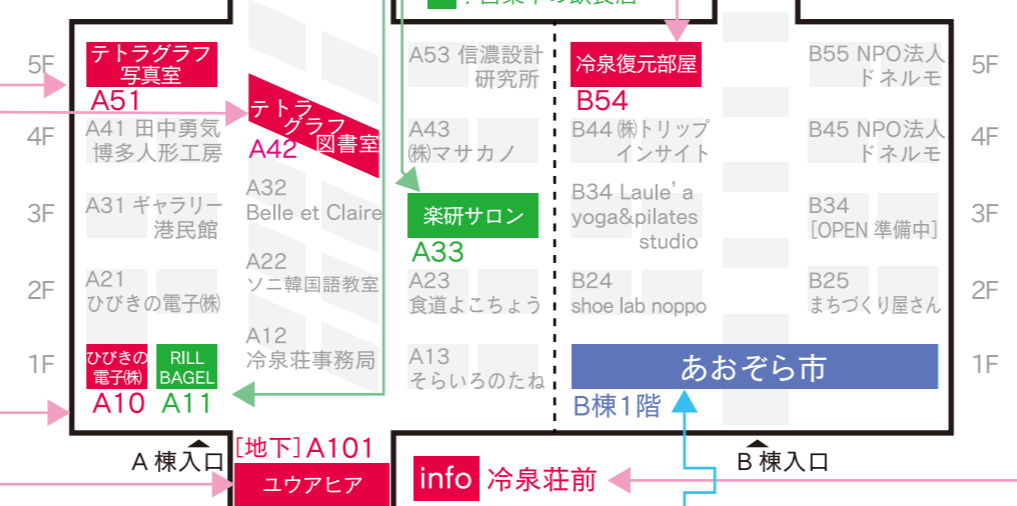 5F
テトラグラフ
写真室
A51
A53 信濃設計
研究所
冷泉復元部屋
B54
B55 NPO法人
ドネルモ
5F
4F
A41 田中勇気
博多人形工房
テトラ
グラフ
図書室
A42
A43
㈱マサカノ
B44 ㈱トリップ
インサイト
B45 NPO法人
ドネルモ
4F
3F
A31 ギャラリー
港民館
A32
Belle et Claire
楽研サロン
A33
B34 Laule'a
yoga&pilates
studio
B34
[OPEN 準備中]
3F
2F
A21
ひびきの電子㈱
A22
ソニ韓国語教室
A23
食道よこちょう
B24
shoe lab noppo
B25
まちづくり屋さん
2F
1F
ひびきの
電子㈱
A10
RILL
BAGEL
A11
A12
冷泉荘事務局
A13
そらいろのたね
あおぞら市
B棟1階
1F
A 棟入口
[地下]A101
ユウアヒア
info 冷泉荘前
B 棟入口